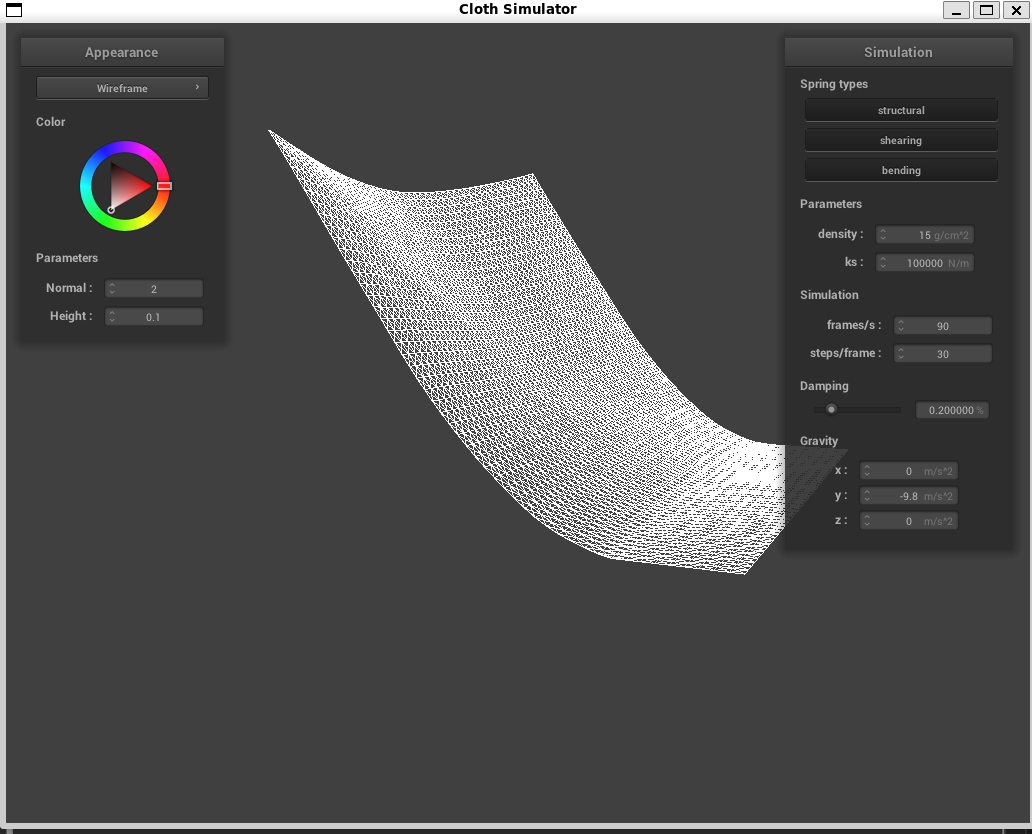 Cloth Simulator
Appearance
Wireframe
Color
Parameters
Normal : 2
Height : 0.1
Simulation
Spring types
structural
shearing
bending
Parameters
density : 15 g/cm^2
ks : 100000 N/m
Simulation
frames/s : 90
steps/frame : 30
Damping
0.200000 %
Gravity
x : 0 m/s^2
y : -9.8 m/s^2
z : 0 m/s^2